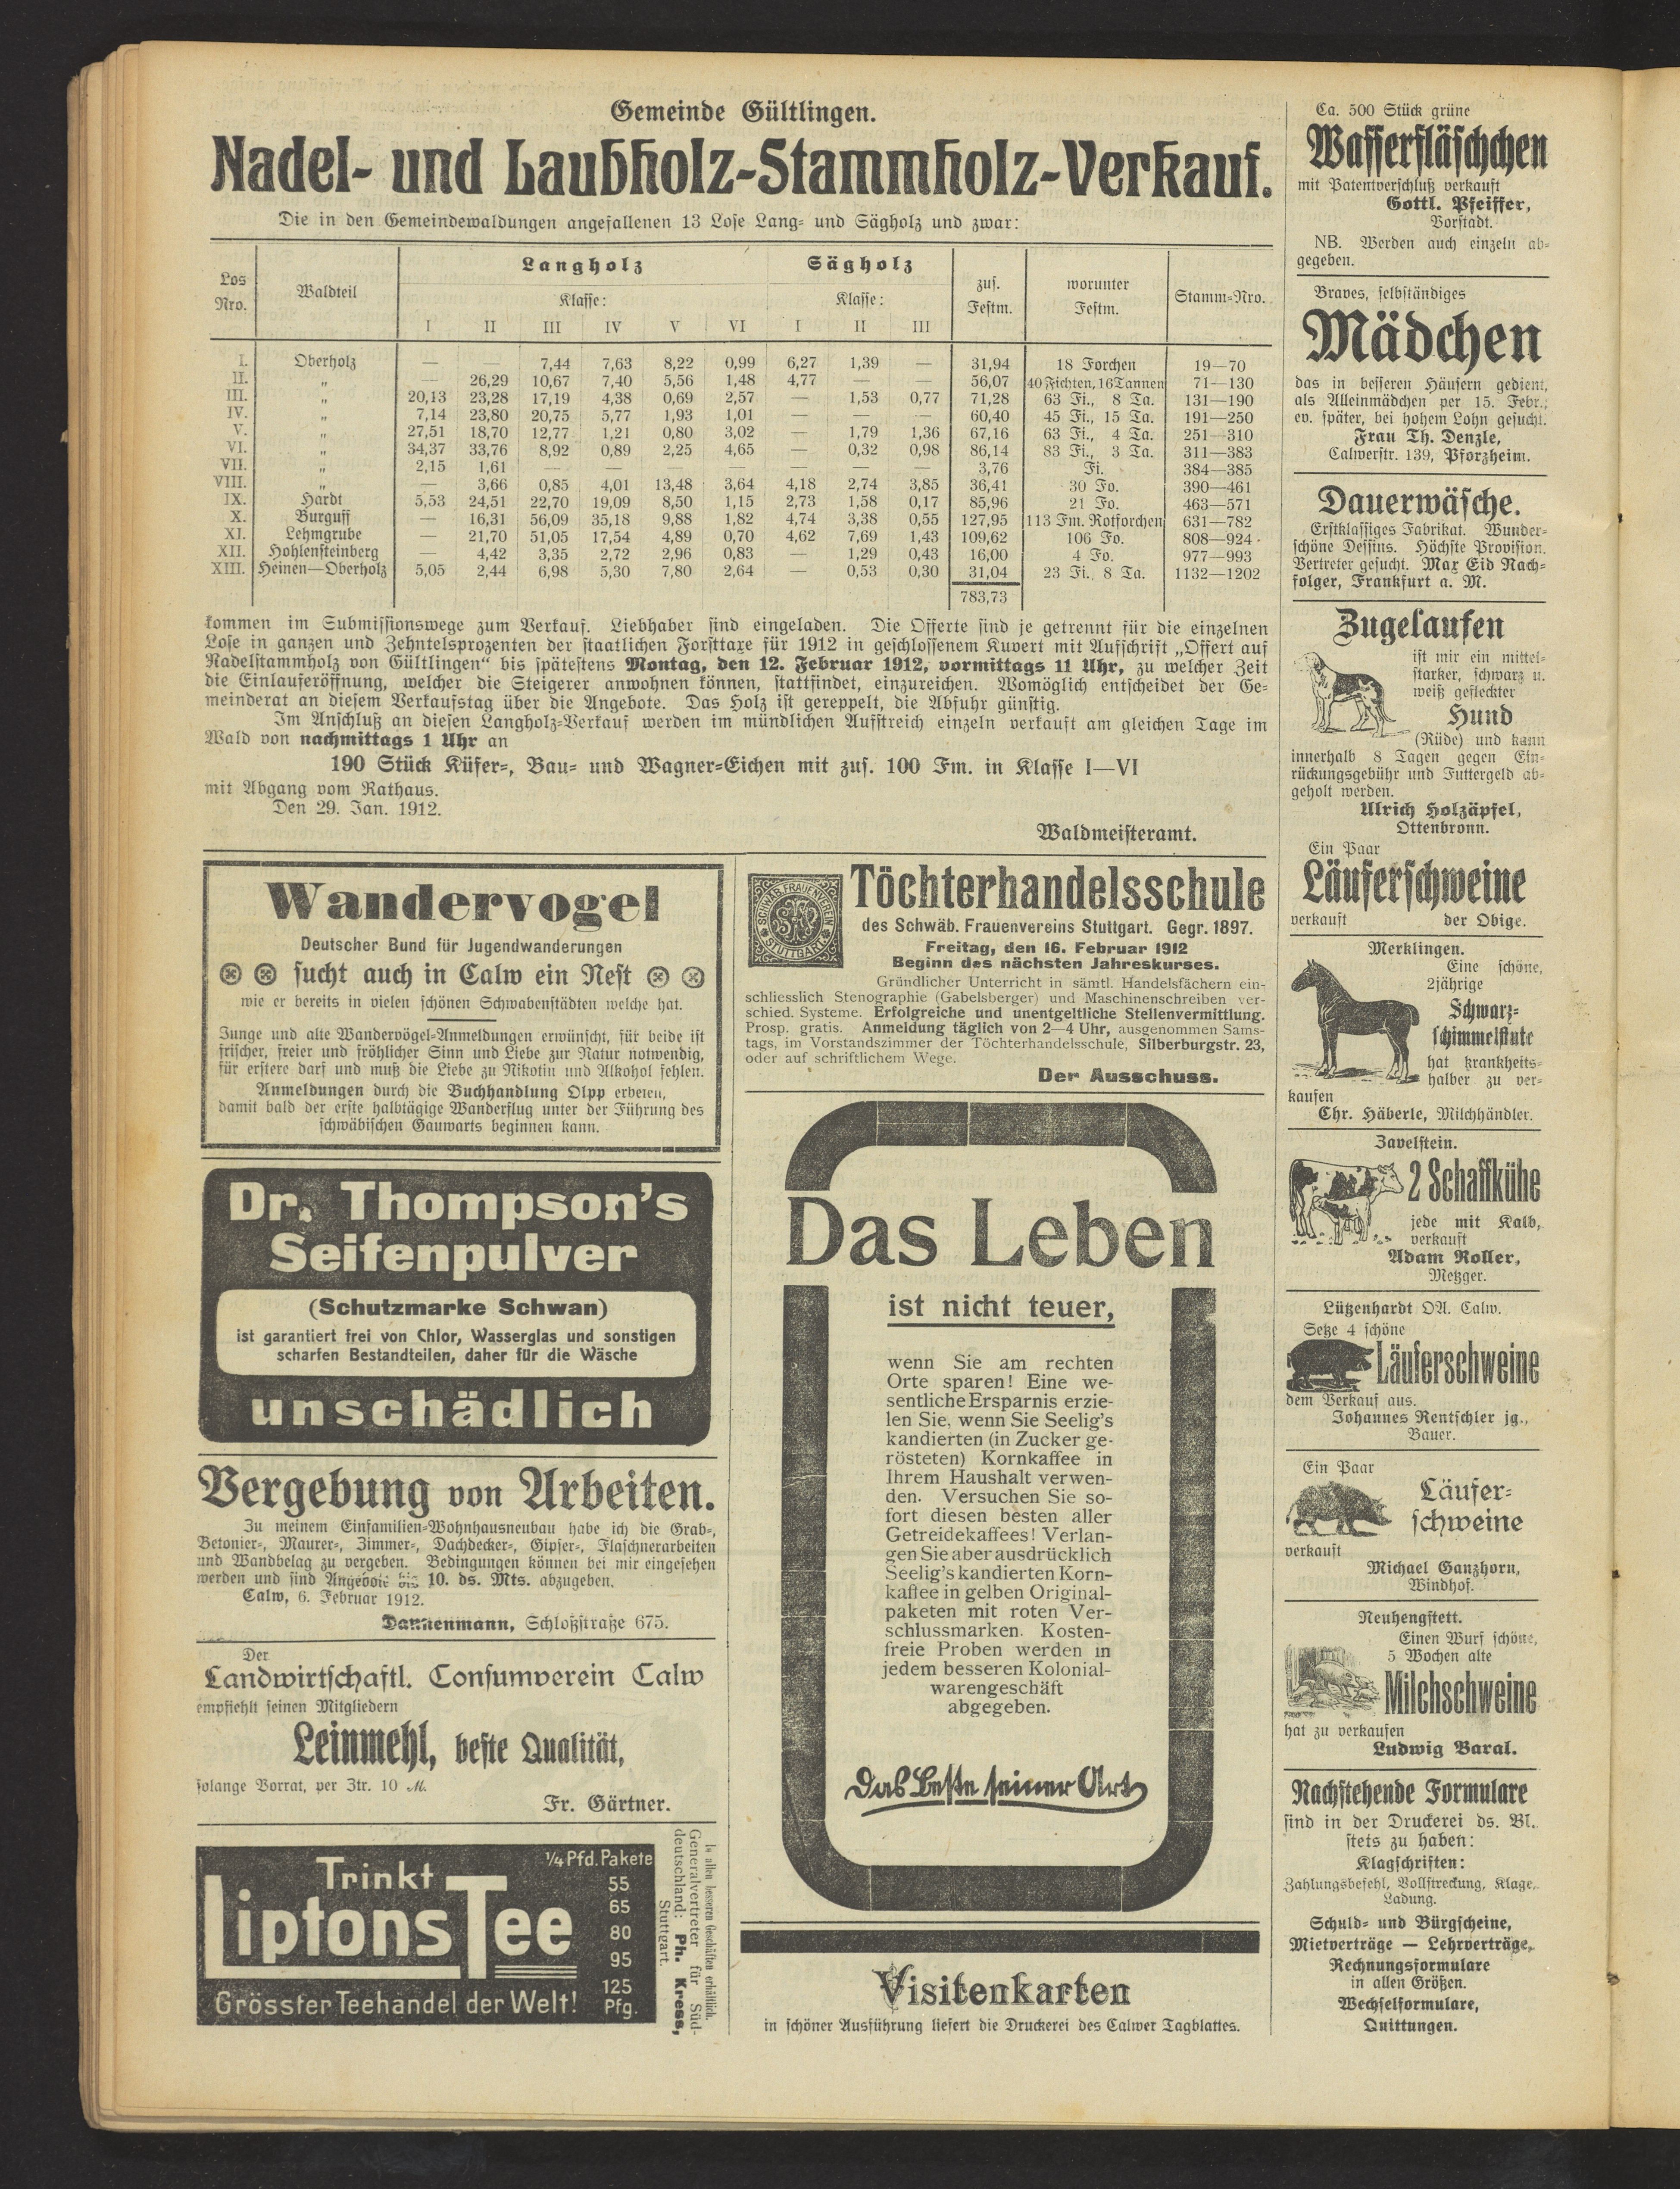 Gemeinde Gültlingen.
Nadel- und Laubholz-Stammholz-Verkauf.
Die in den Gemeindewaldungen angefallenen 13 Lose Lang- und Sägholz und zwar:
Los Nro. | Waldteil | Langholz Klasse: I II III IV V VI | Sägholz Klasse: I II III | zus. Festm. | worunter Festm. | Stamm-Nro.
I. Oberholz — — 7,44 7,63 8,22 0,99 6,27 1,39 — 31,94 18 Forchen 19—70
II. „ — 26,29 10,67 7,40 5,56 1,48 4,77 — — 56,07 40 Fichten, 16 Tannen 71—130
III. „ 20,13 23,28 17,19 4,38 0,69 2,57 — 1,53 0,77 71,28 63 Fi., 8 Ta. 131—190
IV. „ 7,14 23,80 20,75 5,77 1,93 1,01 — — — 60,40 45 Fi., 15 Ta. 191—250
V. „ 27,51 18,70 12,77 1,21 0,80 3,02 — 1,79 1,36 67,16 63 Fi., 4 Ta. 251—310
VI. „ 34,37 33,76 8,92 0,89 2,25 4,65 — 0,32 0,98 86,14 83 Fi., 3 Ta. 311—383
VII. „ 2,15 1,61 — — — — — — — 3,76 Fi. 384—385
VIII. „ — 3,66 0,85 4,01 13,48 3,64 4,18 2,74 3,85 36,41 30 Fo. 390—461
IX. Hardt 5,53 24,51 22,70 19,09 8,50 1,15 2,73 1,58 0,17 85,96 21 Fo. 463—571
X. Burguff — 16,31 56,09 35,18 9,88 1,82 4,74 3,38 0,55 127,95 113 Fm. Rotforchen 631—782
XI. Lehmgrube — 21,70 51,05 17,54 4,89 0,70 4,62 7,69 1,43 109,62 106 Fo. 808—924
XII. Hohlensteinberg — 4,42 3,35 2,72 2,96 0,83 — 1,29 0,43 16,00 4 Fo. 977—993
XIII. Heinen—Oberholz 5,05 2,44 6,98 5,30 7,80 2,64 — 0,53 0,30 31,04 23 Fi., 8 Ta. 1132—1202
783,73
kommen im Submissionswege zum Verkauf. Liebhaber sind eingeladen. Die Offerte sind je getrennt für die einzelnen
Lose in ganzen und Zehntelsprozenten der staatlichen Forsttaxe für 1912 in geschlossenem Kuvert mit Aufschrift „Offert auf
Nadelstammholz von Gültlingen“ bis spätestens Montag, den 12. Februar 1912, vormittags 11 Uhr, zu welcher Zeit
die Einlauferöffnung, welcher die Steigerer anwohnen können, stattfindet, einzureichen. Womöglich entscheidet der Ge-
meinderat an diesem Verkaufstag über die Angebote. Das Holz ist gereppelt, die Abfuhr günstig.
Im Anschluß an diesen Langholz-Verkauf werden im mündlichen Aufstreich einzeln verkauft am gleichen Tage im
Wald von nachmittags 1 Uhr an
190 Stück Küfer-, Bau- und Wagner-Eichen mit zus. 100 Fm. in Klasse I—VI
mit Abgang vom Rathaus.
Den 29. Jan. 1912.
Waldmeisteramt.
Wandervogel
Deutscher Bund für Jugendwanderungen
sucht auch in Calw ein Nest
wie er bereits in vielen schönen Schwabenstädten welche hat.
Junge und alte Wandervögel-Anmeldungen erwünscht, für beide ist
frischer, freier und fröhlicher Sinn und Liebe zur Natur notwendig,
für erstere darf und muß die Liebe zu Nikotin und Alkohol fehlen.
Anmeldungen durch die Buchhandlung Olpp erbeten,
damit bald der erste halbtägige Wanderflug unter der Führung des
schwäbischen Gauwarts beginnen kann.
Dr. Thompson's
Seifenpulver
(Schutzmarke Schwan)
ist garantiert frei von Chlor, Wasserglas und sonstigen
scharfen Bestandteilen, daher für die Wäsche
unschädlich
Vergebung von Arbeiten.
Zu meinem Einfamilien-Wohnhausneubau habe ich die Grab-,
Betonier-, Maurer-, Zimmer-, Dachdecker-, Gipser-, Flaschnerarbeiten
und Wandbelag zu vergeben. Bedingungen können bei mir eingesehen
werden und sind Angebote bis 10. ds. Mts. abzugeben.
Calw, 6. Februar 1912.
Dannenmann, Schloßstraße 675.
Der
Landwirtschaftl. Consumverein Calw
empfiehlt seinen Mitgliedern
Leinmehl, beste Qualität,
solange Vorrat, per Ztr. 10 M.
Fr. Gärtner.
Trinkt
Liptons Tee
Grösster Teehandel der Welt!
1/4 Pfd. Pakete
55
65
80
95
125
Pfg.
In allen besseren Geschäften erhältlich.
Generalvertreter für Süd-
deutschland: Ph. Kress,
Stuttgart.
SCHWÄB. FRAUENVEREIN STUTTGART
Töchterhandelsschule
des Schwäb. Frauenvereins Stuttgart. Gegr. 1897.
Freitag, den 16. Februar 1912
Beginn des nächsten Jahreskurses.
Gründlicher Unterricht in sämtl. Handelsfächern ein-
schliesslich Stenographie (Gabelsberger) und Maschinenschreiben ver-
schied. Systeme. Erfolgreiche und unentgeltliche Stellenvermittlung.
Prosp. gratis. Anmeldung täglich von 2—4 Uhr, ausgenommen Sams-
tags, im Vorstandszimmer der Töchterhandelsschule, Silberburgstr. 23,
oder auf schriftlichem Wege.
Der Ausschuss.
Das Leben
ist nicht teuer,
wenn Sie am rechten
Orte sparen! Eine we-
sentliche Ersparnis erzie-
len Sie, wenn Sie Seelig's
kandierten (in Zucker ge-
rösteten) Kornkaffee in
Ihrem Haushalt verwen-
den. Versuchen Sie so-
fort diesen besten aller
Getreidekaffees! Verlan-
gen Sie aber ausdrücklich
Seelig's kandierten Korn-
kaffee in gelben Original-
paketen mit roten Ver-
schlussmarken. Kosten-
freie Proben werden in
jedem besseren Kolonial-
warengeschäft
abgegeben.
Das Beste seiner Art
Visitenkarten
in schöner Ausführung liefert die Druckerei des Calwer Tagblattes.
Ca. 500 Stück grüne
Wasserfläschchen
mit Patentverschluß verkauft
Gottl. Pfeiffer,
Vorstadt.
NB. Werden auch einzeln ab-
gegeben.
Braves, selbständiges
Mädchen
das in besseren Häusern gedient,
als Alleinmädchen per 15. Febr.,
ev. später, bei hohem Lohn gesucht.
Frau Th. Denzle,
Calwerstr. 139, Pforzheim.
Dauerwäsche.
Erstklassiges Fabrikat. Wunder-
schöne Dessins. Höchste Provision.
Vertreter gesucht. Max Eid Nach-
folger, Frankfurt a. M.
Zugelaufen
ist mir ein mittel-
starker, schwarz u.
weiß gefleckter
Hund
(Rüde) und kann
innerhalb 8 Tagen gegen Ein-
rückungsgebühr und Futtergeld ab-
geholt werden.
Ulrich Holzäpfel,
Ottenbronn.
Ein Paar
Läuferschweine
verkauft der Obige.
Merklingen.
Eine schöne,
2jährige
Schwarz-
schimmelstute
hat krankheits-
halber zu ver-
kaufen
Chr. Häberle, Milchhändler.
Zavelstein.
2 Schaffkühe
jede mit Kalb,
verkauft
Adam Roller,
Metzger.
Lützenhardt OA. Calw.
Setze 4 schöne
Läuferschweine
dem Verkauf aus.
Johannes Rentschler jg.,
Bauer.
Ein Paar
Läufer-
schweine
verkauft
Michael Ganzhorn,
Windhof.
Neuhengstett.
Einen Wurf schöne,
5 Wochen alte
Milchschweine
hat zu verkaufen
Ludwig Baral.
Nachstehende Formulare
sind in der Druckerei ds. Bl.
stets zu haben:
Klagschriften:
Zahlungsbefehl, Vollstreckung, Klage,
Ladung.
Schuld- und Bürgscheine,
Mietverträge — Lehrverträge,
Rechnungsformulare
in allen Größen.
Wechselformulare,
Quittungen.